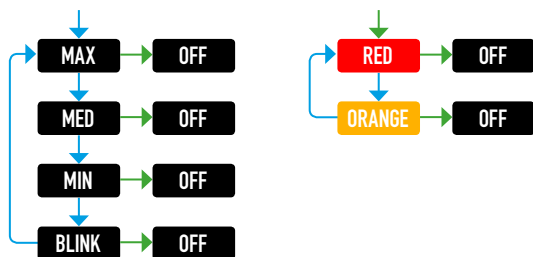 MAX OFF
MED OFF
MIN OFF
BLINK OFF
RED OFF
ORANGE OFF